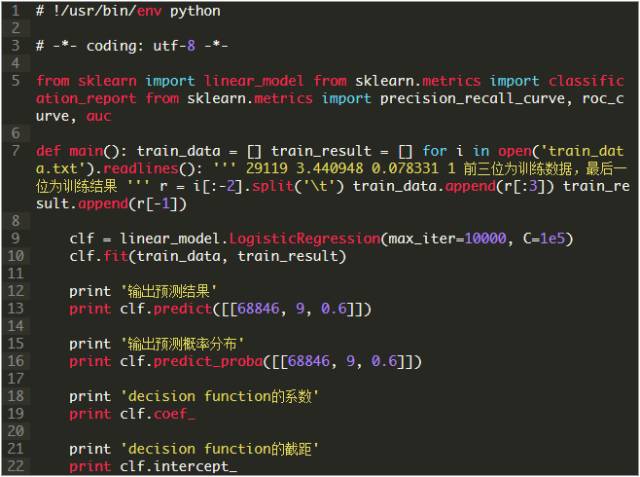 1 # !/usr/bin/env python
2
3 # -*- coding: utf-8 -*-
4
5 from sklearn import linear_model from sklearn.metrics import classific
ation_report from sklearn.metrics import precision_recall_curve, roc_c
urve, auc
6
7 def main(): train_data = [] train_result = [] for i in open('train_dat
a.txt').readlines(): ''' 29119 3.440948 0.078331 1 前三位为训练数据，最后一
位为训练结果 ''' r = i[:-2].split('\t') train_data.append(r[:3]) train_re
sult.append(r[-1])
8
9 clf = linear_model.LogisticRegression(max_iter=10000, C=1e5)
10 clf.fit(train_data, train_result)
11
12 print '输出预测结果'
13 print clf.predict([[68846, 9, 0.6]])
14
15 print '输出预测概率分布'
16 print clf.predict_proba([[68846, 9, 0.6]])
17
18 print 'decision function的系数'
19 print clf.coef_
20
21 print 'decision function的截距'
22 print clf.intercept_